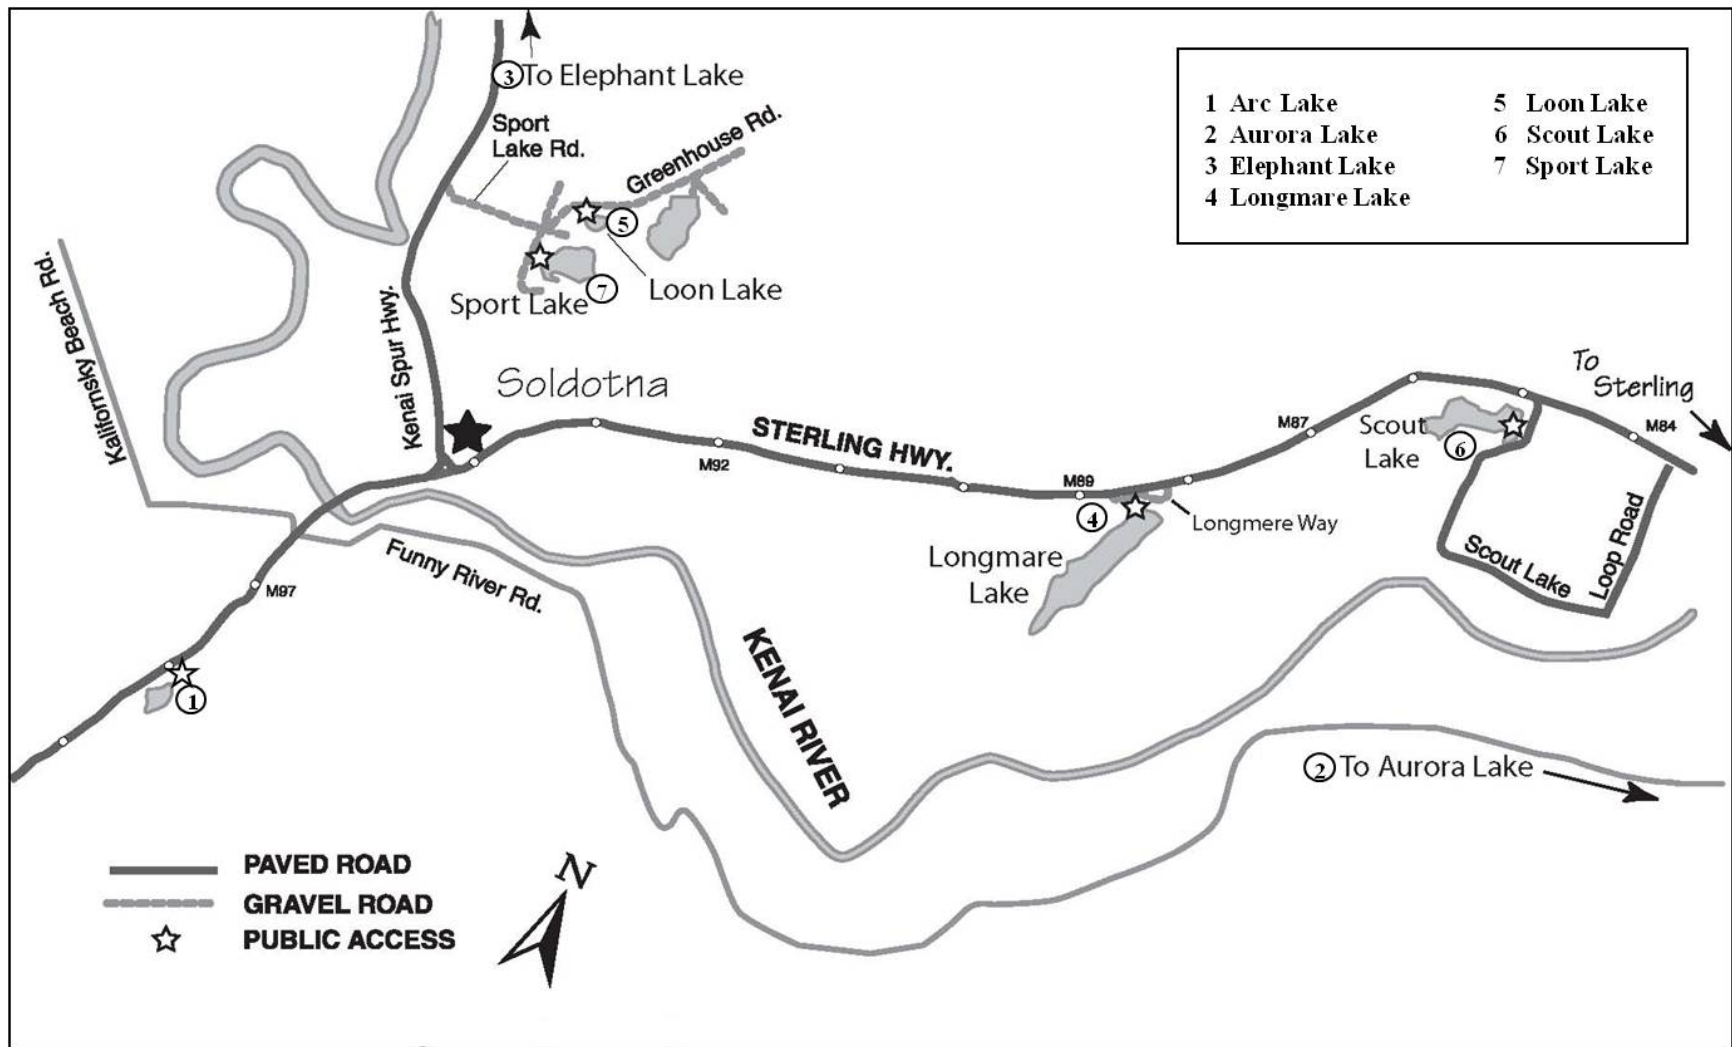 3 To Elephant Lake
Sport
Lake Rd.
Greenhouse Rd.
5
7
Sport Lake
Loon Lake
1 Arc Lake
2 Aurora Lake
3 Elephant Lake
4 Longmare Lake
5 Loon Lake
6 Scout Lake
7 Sport Lake
Kalifornsky Beach Rd.
Kenai Spur Hwy.
Soldotna
STERLING HWY.
M92
M89
M87
To
Sterling
M84
Scout
Lake
6
4
Longmere Way
Longmare
Lake
Scout Lake
Loop Road
Funny River Rd.
M97
1
KENAI RIVER
2 To Aurora Lake
PAVED ROAD
GRAVEL ROAD
PUBLIC ACCESS
N